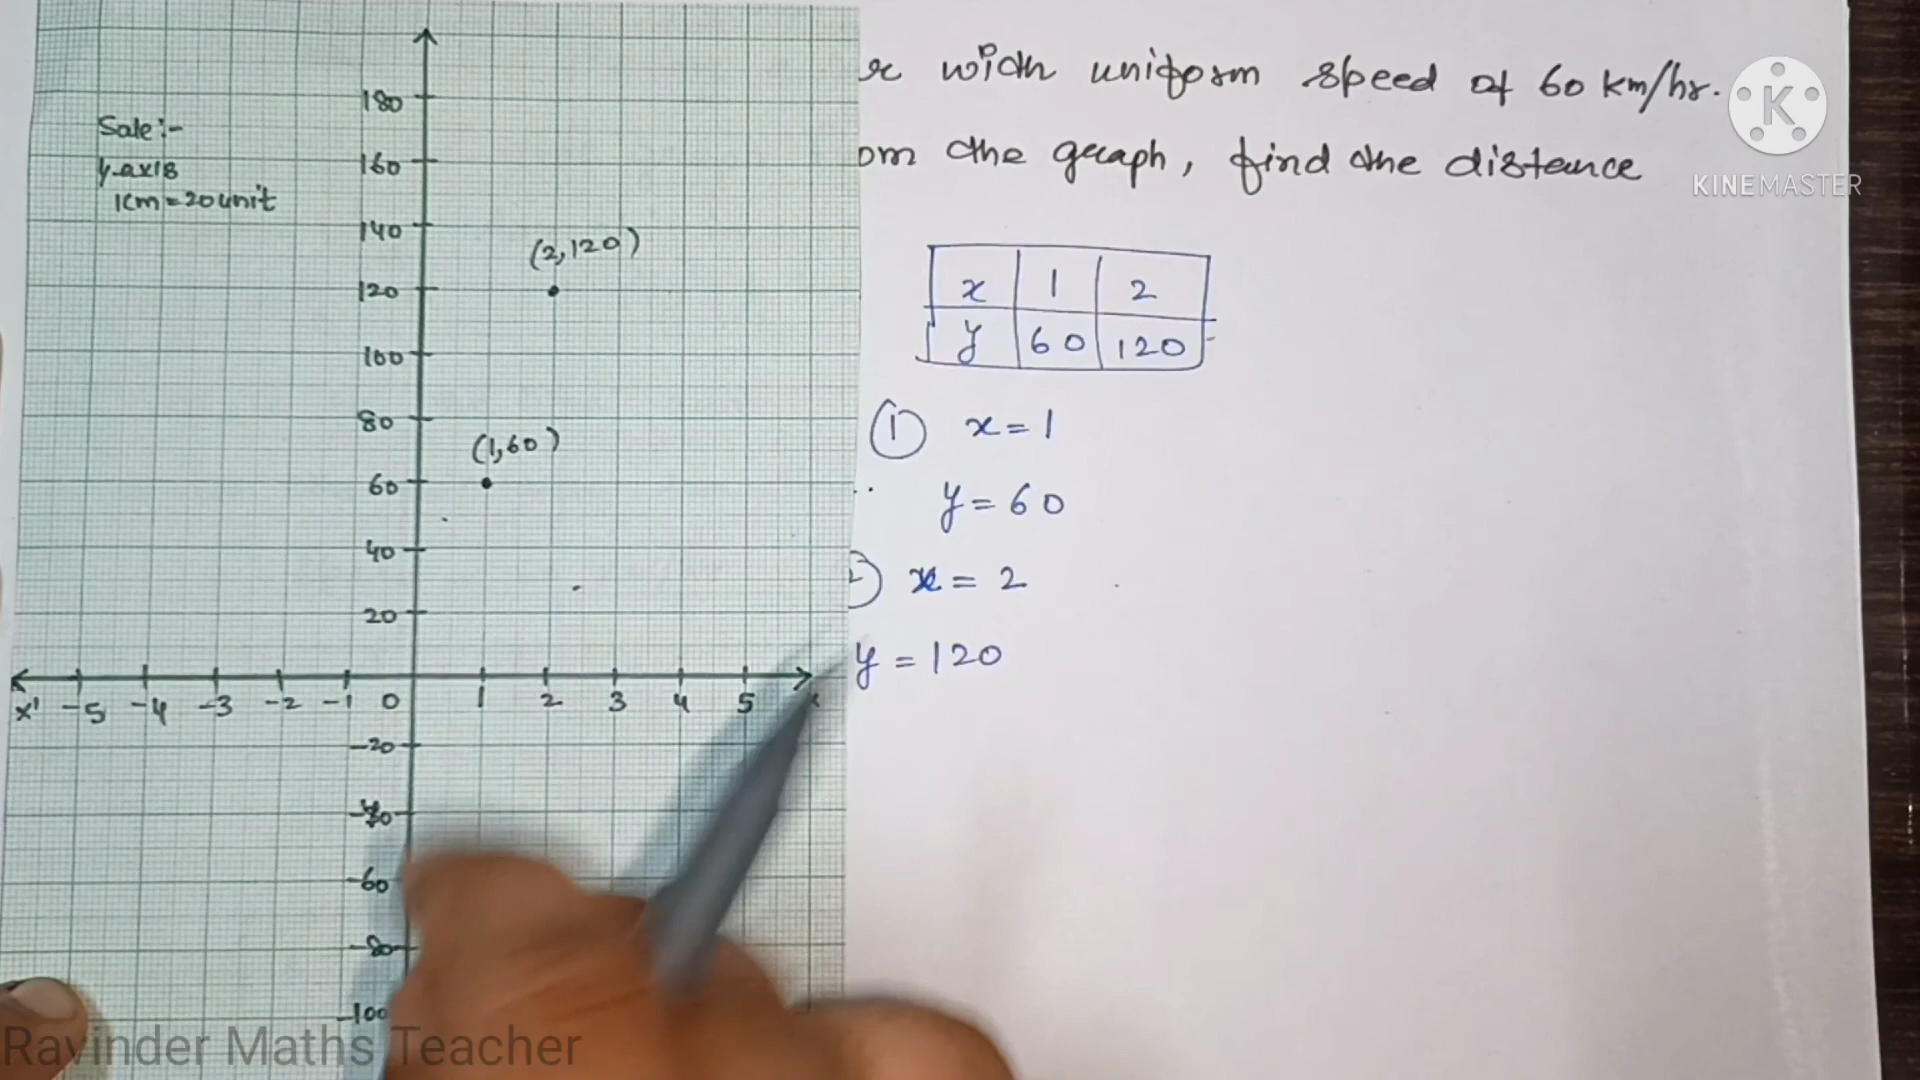 with uniform speed of 60 km/hr.
om the graph, find the distance
KINEMASTER
Sale:-
y-axis
1cm = 20 unit
180
160
140
120
100
80
60
40
20
(2,120)
(1,60)
x' -5 -4 -3 -2 -1 0 1 2 3 4 5
-20
-40
-60
-80
-100
x 1 2
y 60 120
1 x = 1
y = 60
x = 2
y = 120
Ravinder Maths Teacher